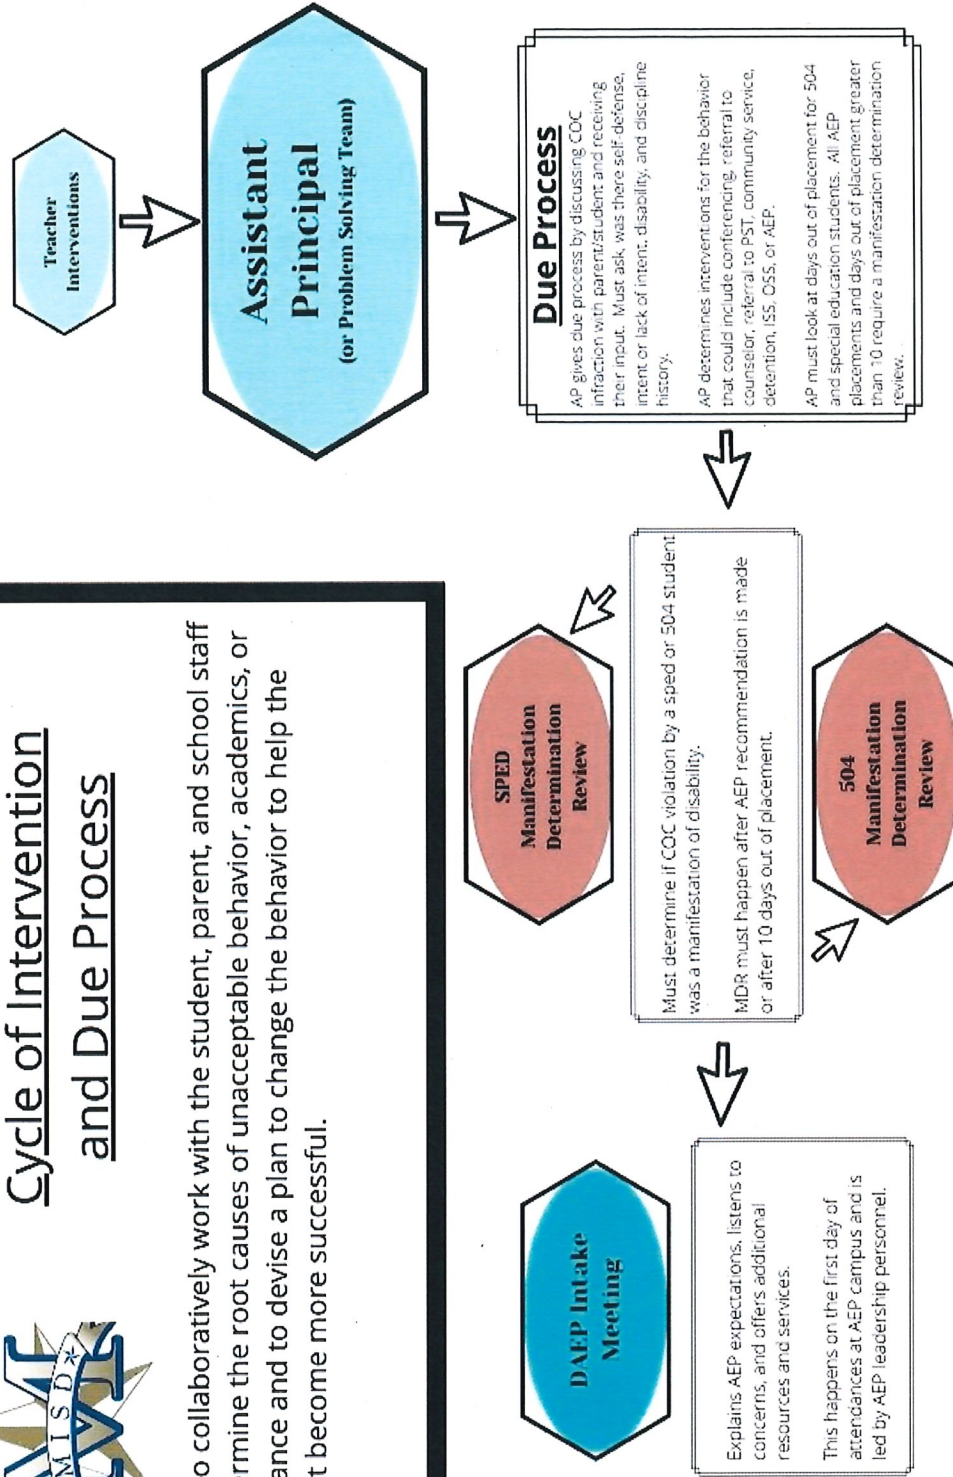 Cycle of Intervention
and Due Process
MISD
collaboratively work with the student, parent, and school staff
the root causes of unacceptable behavior, academics, or
and to devise a plan to change the behavior to help the
become more successful.
Teacher
Interventions
Assistant
Principal
(or Problem Solving Team)
Due Process
AP gives due process by discussing COC
infraction with parent/student and receiving
their input. Must ask, was there self-defense,
intent or lack of intent, disability, and discipline
history.
AP determines interventions for the behavior
that could include conferencing, referral to
counselor, referral to PST, community service,
detention, ISS, OSS, or AEP.
AP must look at days out of placement for 504
and special education students. All AEP
placements and days out of placement greater
than 10 require a manifestation determination
review.
SPED
Manifestation
Determination
Review
Must determine if COC violation by a sped or 504 student
was a manifestation of disability.
MDR must happen after AEP recommendation is made
or after 10 days out of placement.
504
Manifestation
Determination
Review
DAEP Intake
Meeting
Explains AEP expectations, listens to
concerns, and offers additional
resources and services.
This happens on the first day of
attendances at AEP campus and is
led by AEP leadership personnel.